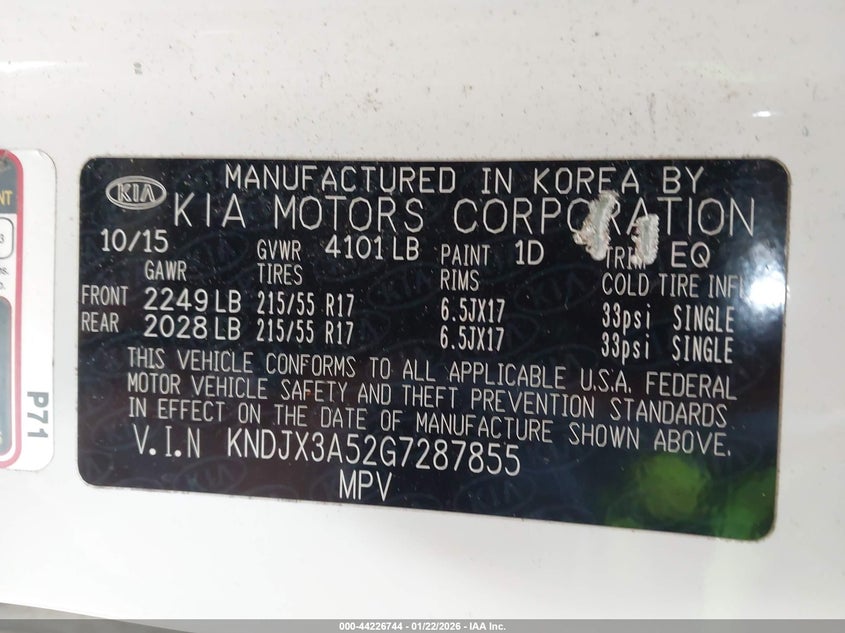 MANUFACTURED IN KOREA BY
KIA
KIA MOTORS CORPORATION
10/15 GVWR 4101 LB PAINT 1D TRIM EQ
GAWR TIRES RIMS COLD TIRE INFL
FRONT 2249 LB 215/55 R17 6.5JX17 33psi SINGLE
REAR 2028 LB 215/55 R17 6.5JX17 33psi SINGLE
THIS VEHICLE CONFORMS TO ALL APPLICABLE U.S.A. FEDERAL
MOTOR VEHICLE SAFETY AND THEFT PREVENTION STANDARDS
IN EFFECT ON THE DATE OF MANUFACTURE SHOWN ABOVE.
V.I.N KNDJX3A52G7287855
MPV
P71
000-44226744 - 01/22/2026 - IAA Inc.